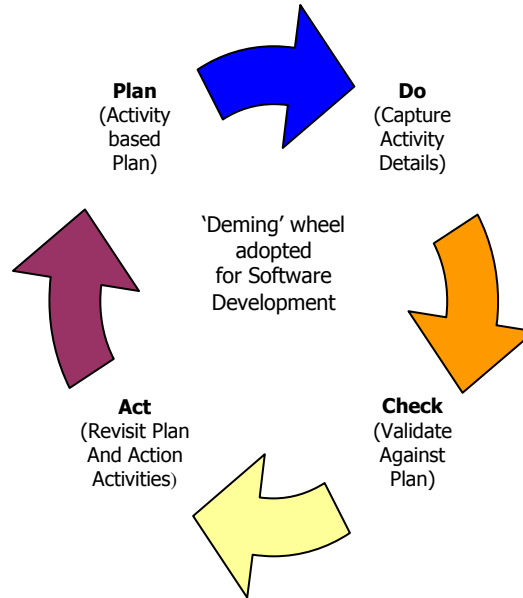 Plan
(Activity
based
Plan)
Do
(Capture
Activity
Details)
‘Deming’ wheel
adopted
for Software
Development
Act
(Revisit Plan
And Action
Activities)
Check
(Validate
Against
Plan)